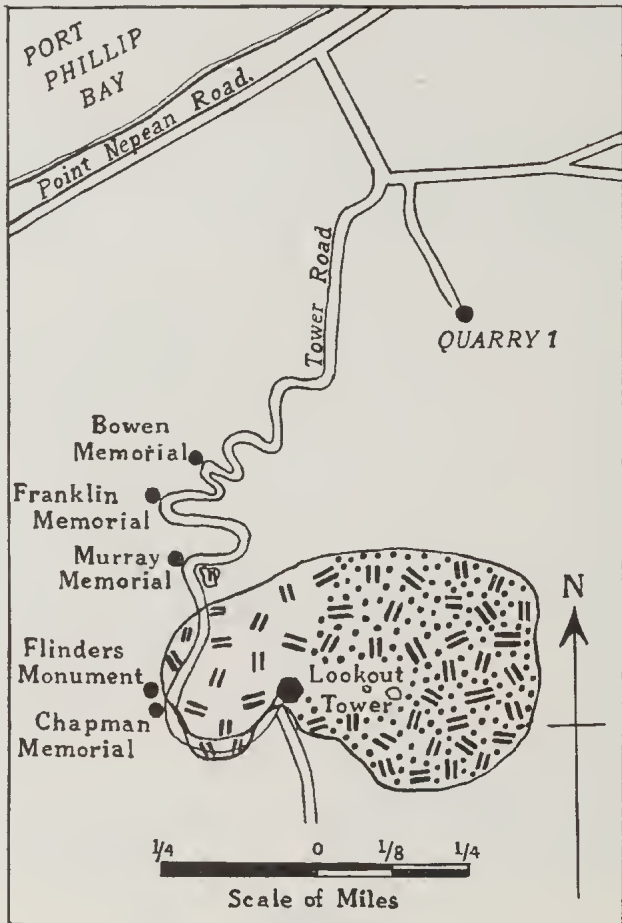 PORT
PHILLIP
BAY
Point Nepean Road.
Tower Road
QUARRY 1
Bowen
Memorial
Franklin
Memorial
Murray
Memorial
N
Flinders
Monument
Lookout
Tower
Chapman
Memorial
1/4 0 1/8 1/4
Scale of Miles